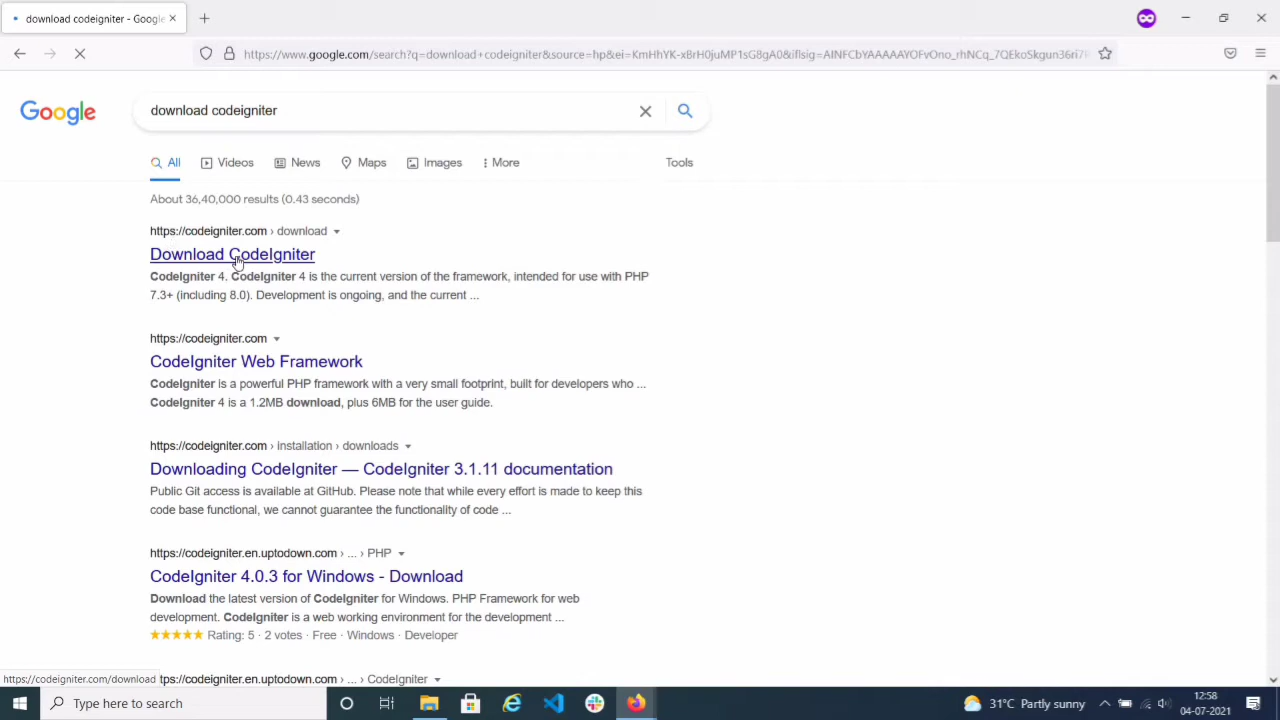 download codeigniter - Google
https://www.google.com/search?q=download+codeigniter&source=hp&ei=KmHhYK-xBrH0juMP1sG8gA0&iflsig=AINFCbYAAAAAYOFvOno_rhNCq_7QEkoSkgun36ri7
Google
download codeigniter
All Videos News Maps Images More Tools
About 36,40,000 results (0.43 seconds)
https://codeigniter.com › download
Download CodeIgniter
CodeIgniter 4. CodeIgniter 4 is the current version of the framework, intended for use with PHP
7.3+ (including 8.0). Development is ongoing, and the current ...
https://codeigniter.com
CodeIgniter Web Framework
CodeIgniter is a powerful PHP framework with a very small footprint, built for developers who ...
CodeIgniter 4 is a 1.2MB download, plus 6MB for the user guide.
https://codeigniter.com › installation › downloads
Downloading CodeIgniter — CodeIgniter 3.1.11 documentation
Public Git access is available at GitHub. Please note that while every effort is made to keep this
code base functional, we cannot guarantee the functionality of code ...
https://codeigniter.en.uptodown.com › ... › PHP
CodeIgniter 4.0.3 for Windows - Download
Download the latest version of CodeIgniter for Windows. PHP Framework for web
development. CodeIgniter is a web working environment for the development ...
Rating: 5 · 2 votes · Free · Windows · Developer
https://codeigniter.com/download tps://codeigniter.en.uptodown.com › ... › CodeIgniter
Type here to search
31°C Partly sunny
12:58
04-07-2021